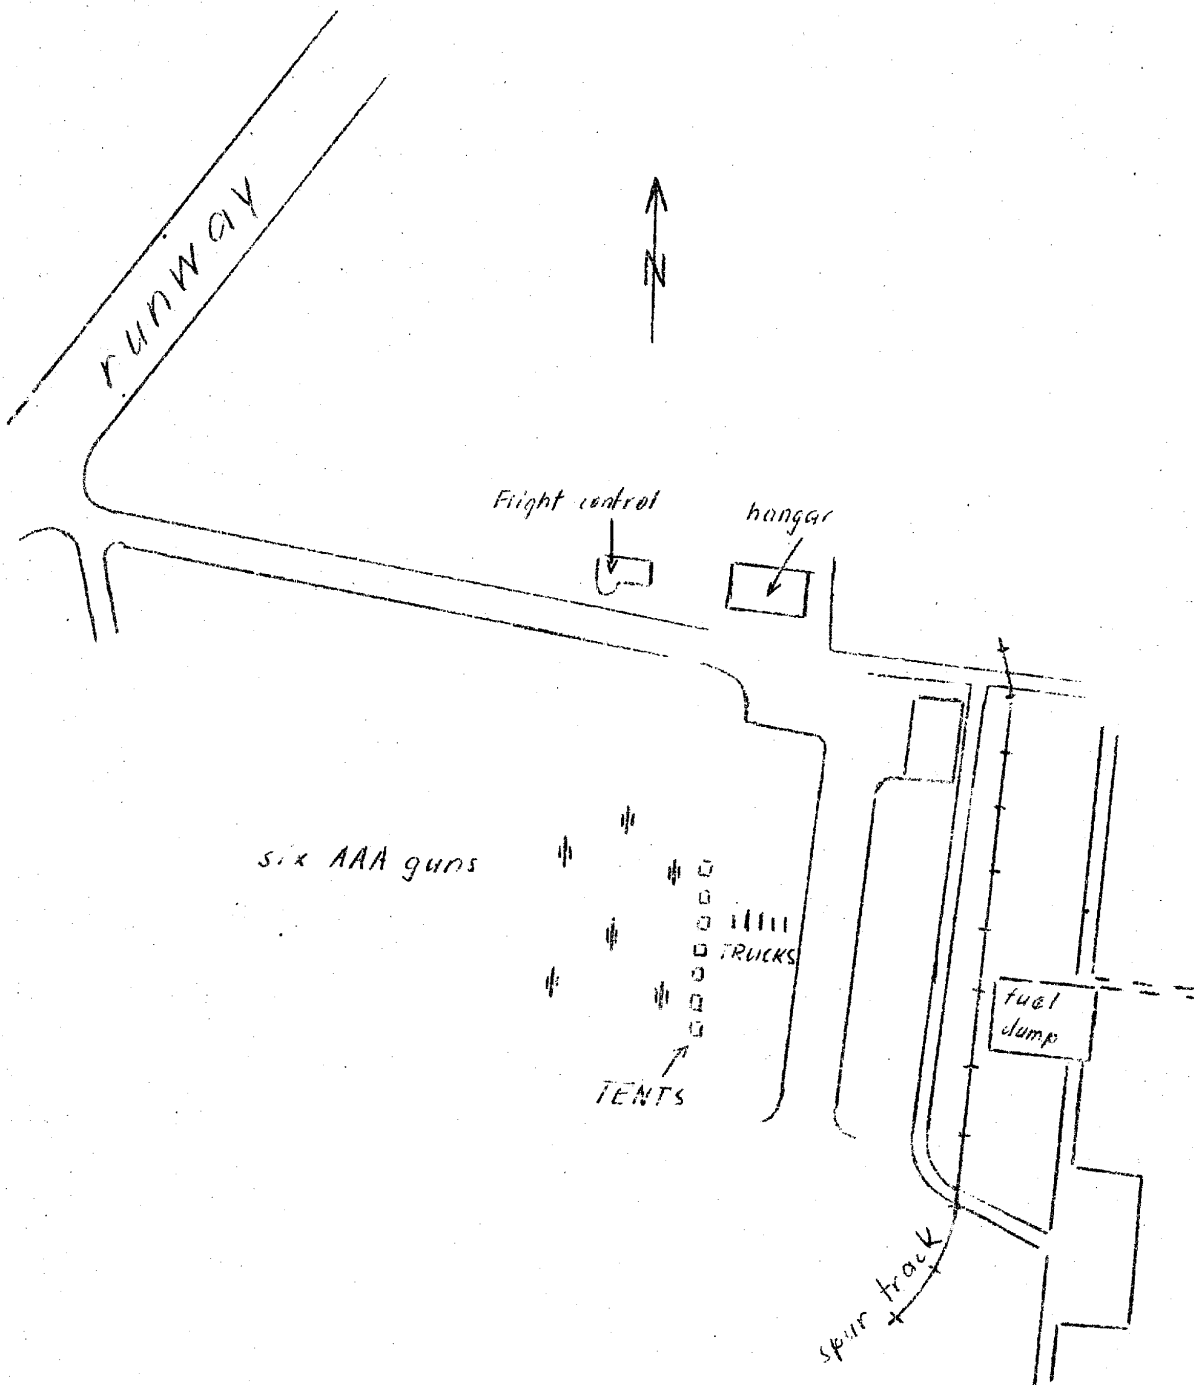 runway
N
Flight control
hangar
six AAA guns
TRUCKS
fuel
dump
TENTS
spur track